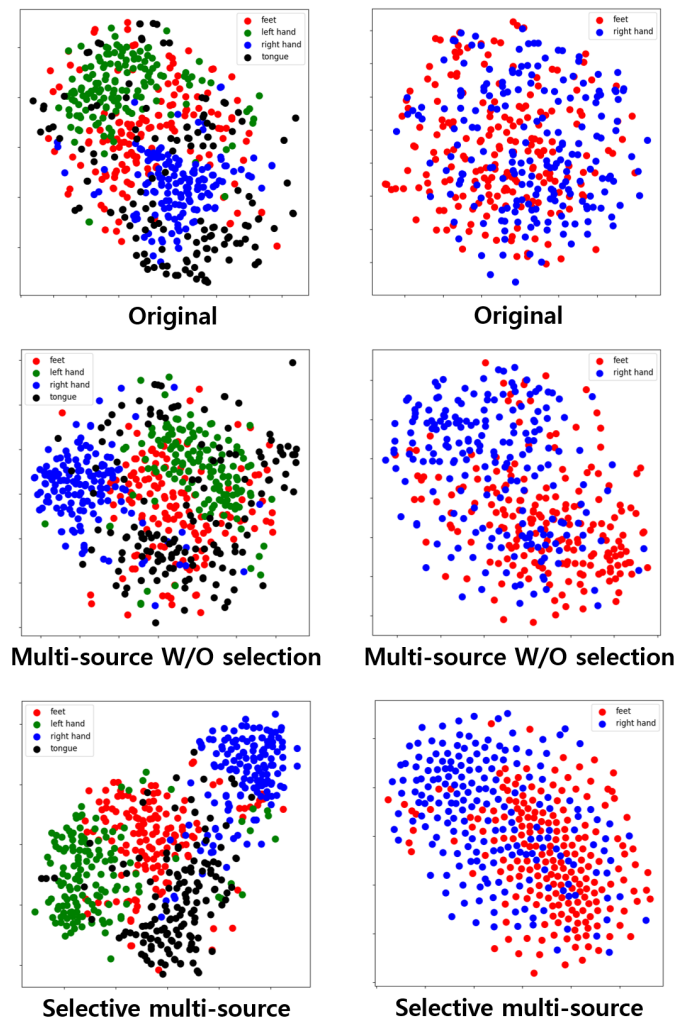 feet
left hand
right hand
tongue
Original
feet
right hand
Original
feet
left hand
right hand
tongue
Multi-source W/O selection
feet
right hand
Multi-source W/O selection
feet
left hand
right hand
tongue
Selective multi-source
feet
right hand
Selective multi-source